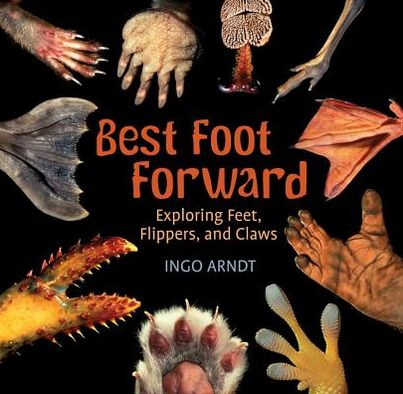 Best Foot
Forward
Exploring Feet,
Flippers, and Claws
INGO ARNDT